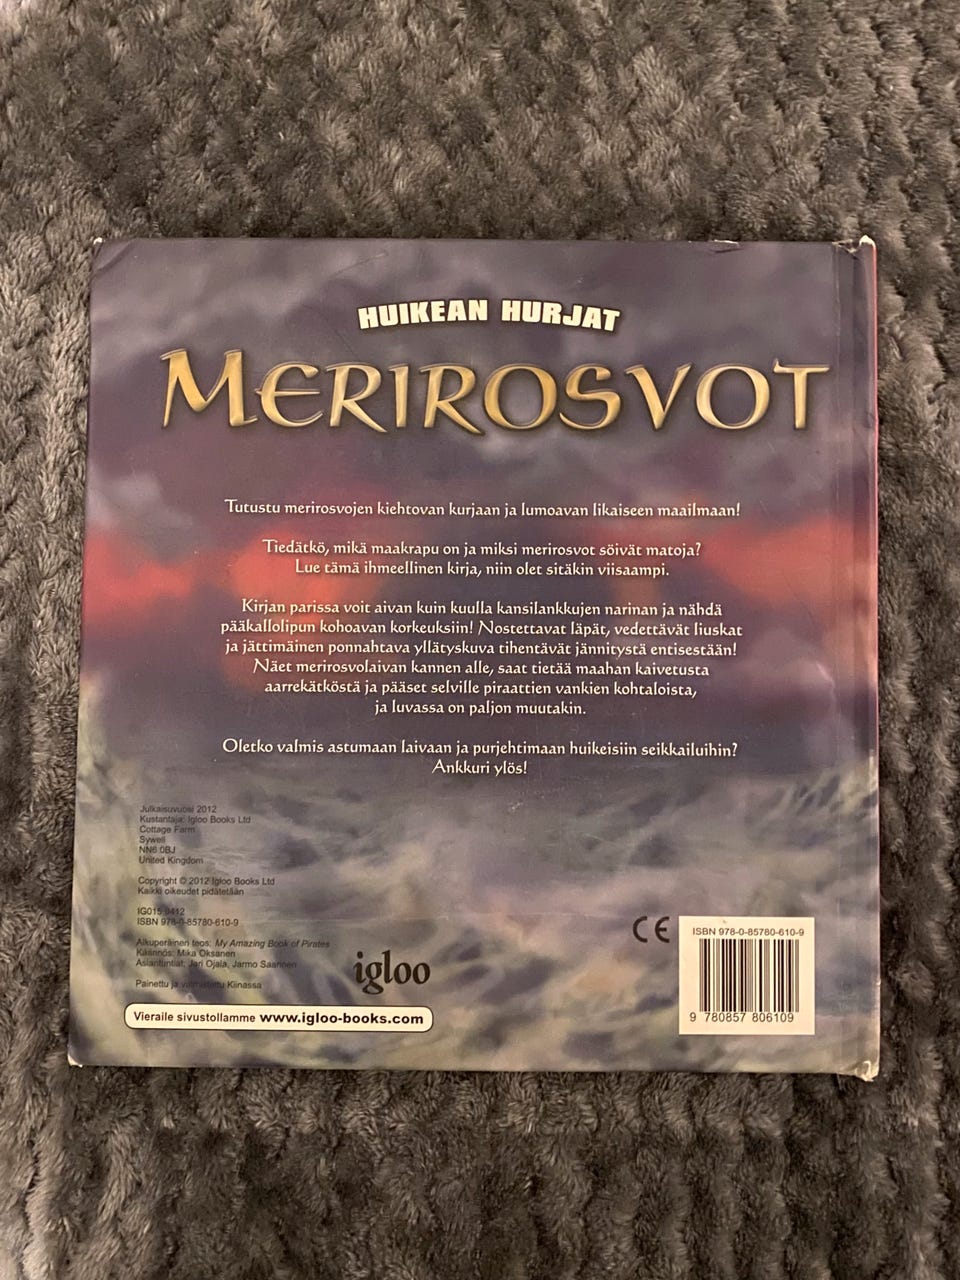 HUIKEAN HURJAT
MERIROSVOT
Tutustu merirosvojen kiehtovan kurjaan ja lumoavan likaiseen maailmaan!
Tiedätkö, mikä maakrapu on ja miksi merirosvot söivät matoja?
Lue tämä ihmeellinen kirja, niin olet sitäkin viisaampi.
Kirjan parissa voit aivan kuin kuulla kansilankkujen narinan ja nähdä
pääkallolipun kohoavan korkeuksiin! Nostettavat läpät, vedettävät liuskat
ja jättimäinen ponnahtava yllätyskuva tihentävät jännitystä entisestään!
Näet merirosvolaivan kannen alle, saat tietää maahan kaivetusta
aarrekätköstä ja pääset selville piraattien vankien kohtaloista,
ja luvassa on paljon muutakin.
Oletko valmis astumaan laivaan ja purjehtimaan huikeisiin seikkailuihin?
Ankkuri ylös!
Julkaisuvuosi 2012
Kustantaja: Igloo Books Ltd
Cottage Farm
Sywell
NN6 0BJ
United Kingdom
Copyright © 2012 Igloo Books Ltd
Kaikki oikeudet pidätetään
IG015 0412
ISBN 978-0-85780-610-9
Alkuperäinen teos: My Amazing Book of Pirates
Käännös: Mika Oksanen
Asiantuntiat: Jari Ojala, Jarmo Saarinen
Painettu ja valmistettu Kiinassa
igloo
Vieraile sivustollamme www.igloo-books.com
CE
ISBN 978-0-85780-610-9
9 780857 806109